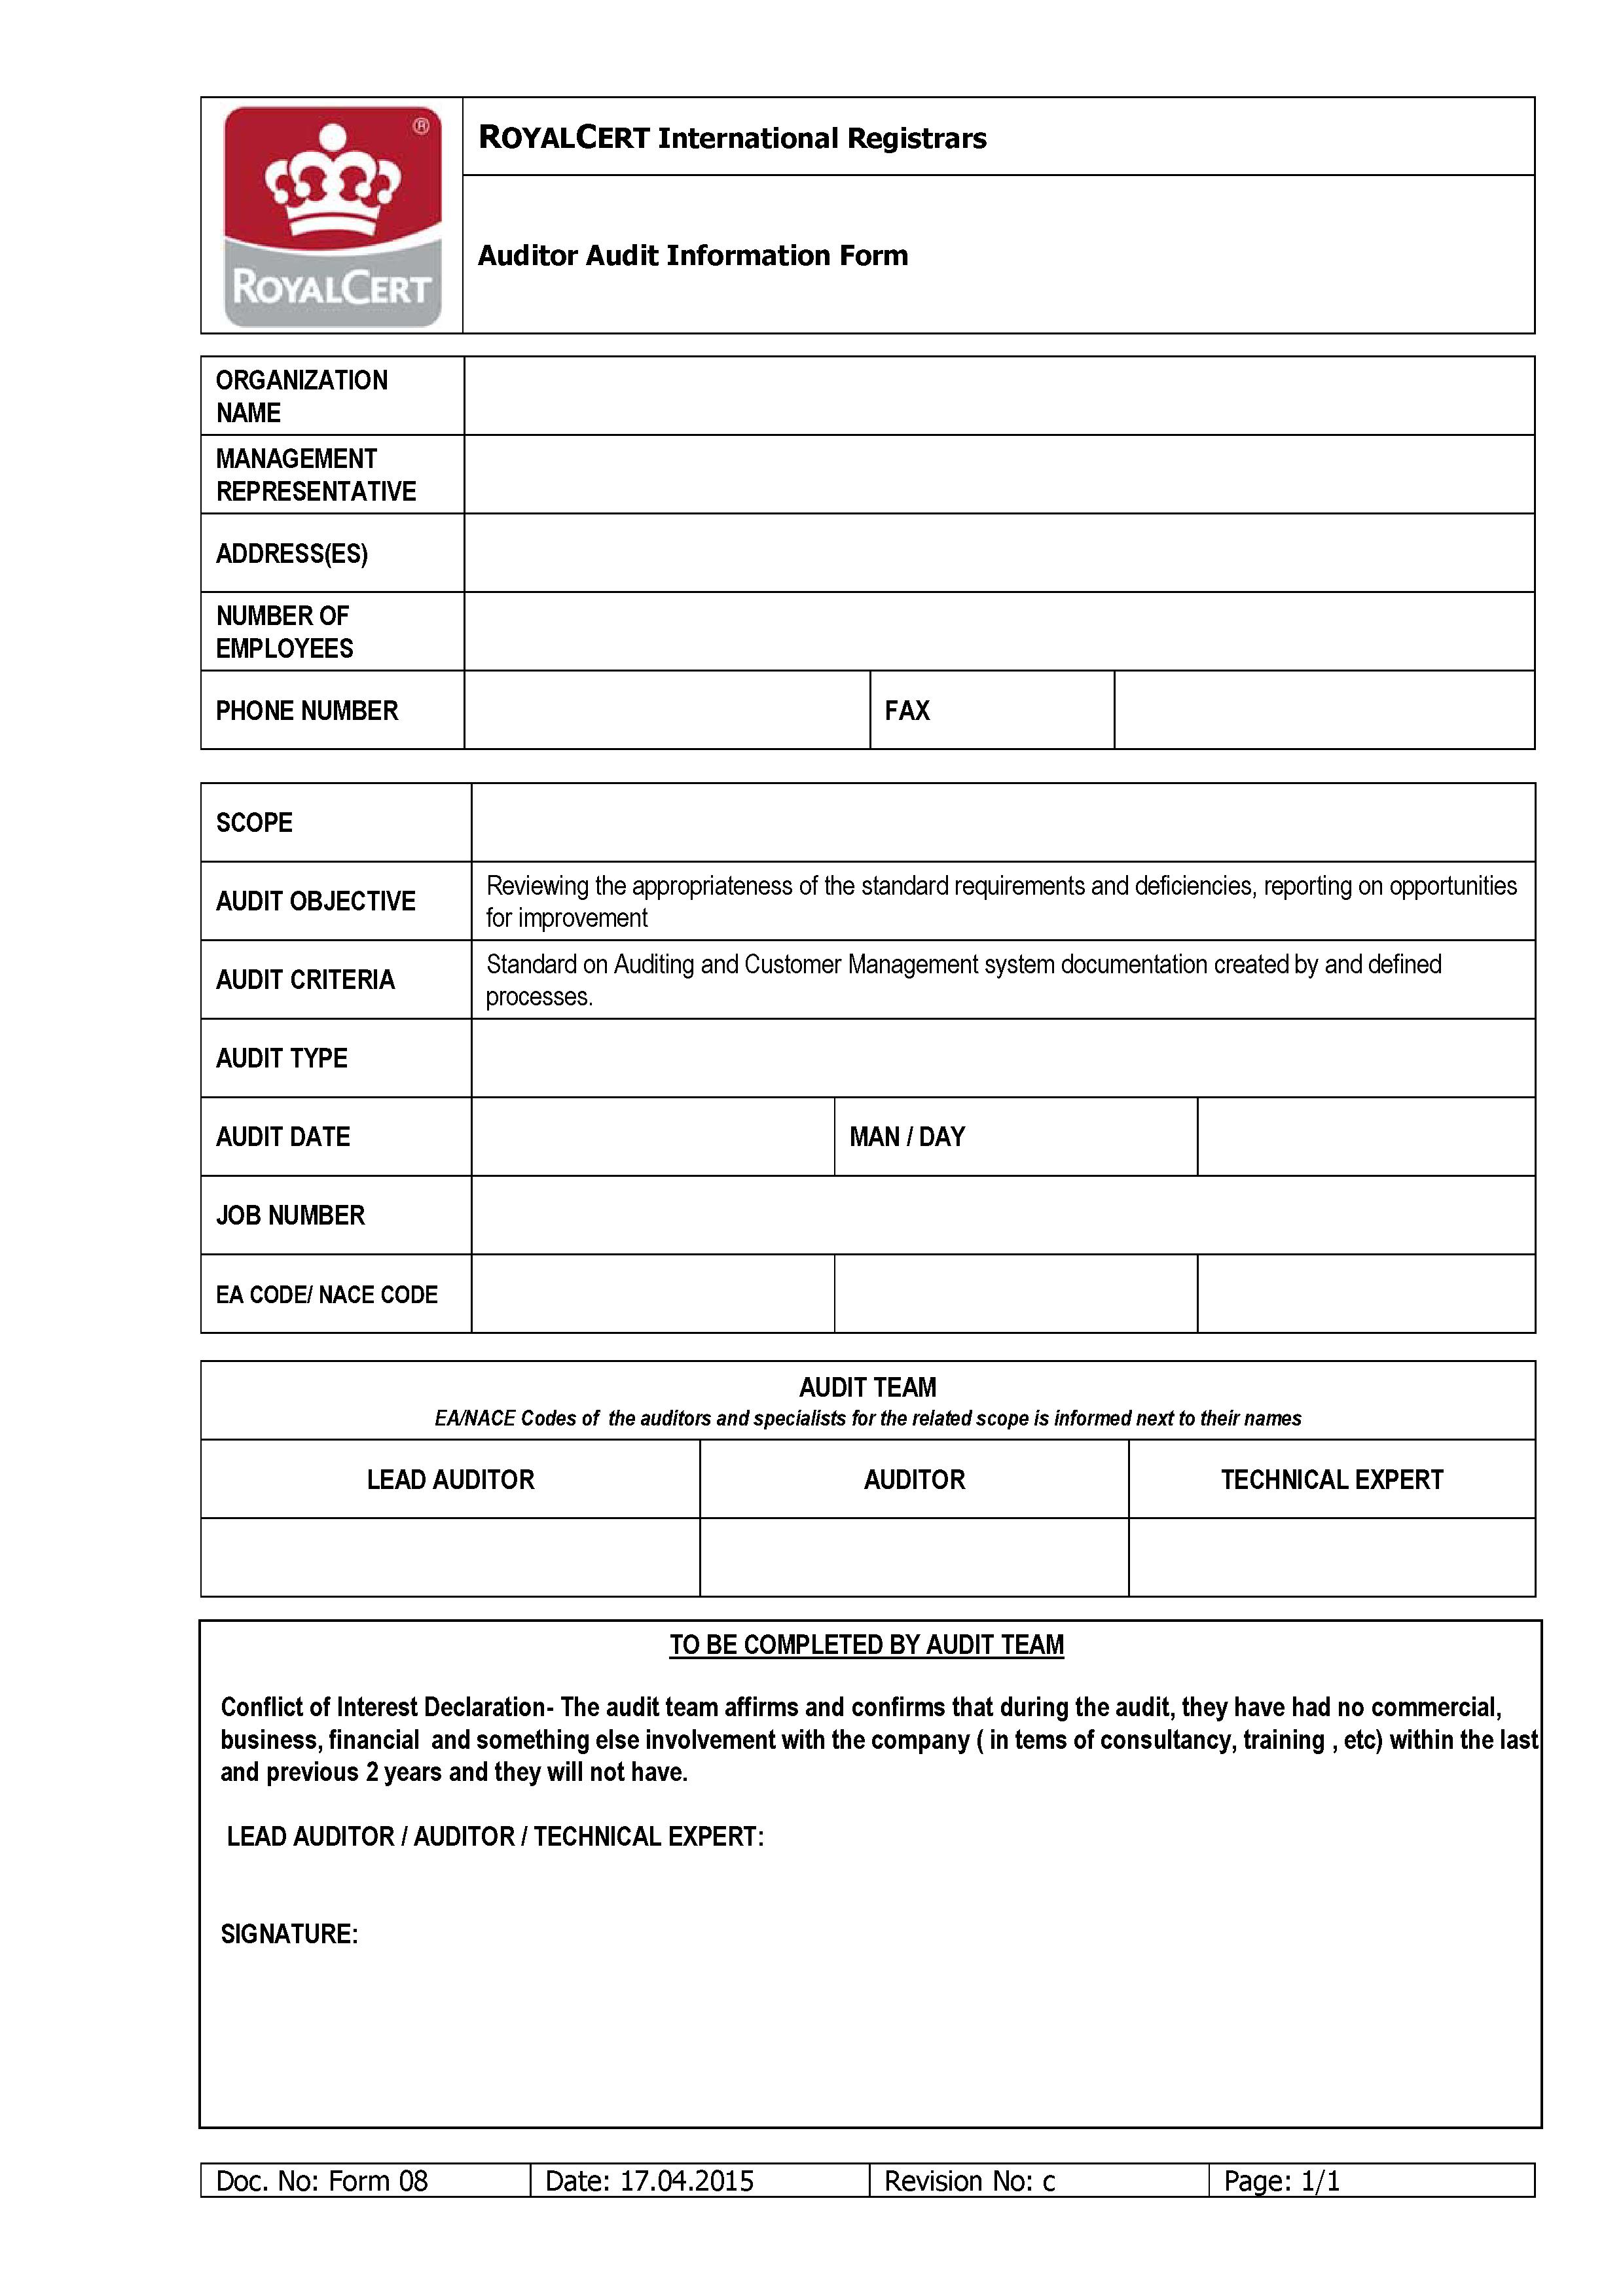 ®
ROYALCERT
ROYALCERT International Registrars
Auditor Audit Information Form
ORGANIZATION
NAME
MANAGEMENT
REPRESENTATIVE
ADDRESS(ES)
NUMBER OF
EMPLOYEES
PHONE NUMBER FAX
SCOPE
AUDIT OBJECTIVE
Reviewing the appropriateness of the standard requirements and deficiencies, reporting on opportunities
for improvement
AUDIT CRITERIA
Standard on Auditing and Customer Management system documentation created by and defined
processes.
AUDIT TYPE
AUDIT DATE MAN / DAY
JOB NUMBER
EA CODE/ NACE CODE
AUDIT TEAM
EA/NACE Codes of the auditors and specialists for the related scope is informed next to their names
LEAD AUDITOR AUDITOR TECHNICAL EXPERT
TO BE COMPLETED BY AUDIT TEAM
Conflict of Interest Declaration- The audit team affirms and confirms that during the audit, they have had no commercial,
business, financial and something else involvement with the company ( in tems of consultancy, training , etc) within the last
and previous 2 years and they will not have.
LEAD AUDITOR / AUDITOR / TECHNICAL EXPERT:
SIGNATURE:
Doc. No: Form 08 Date: 17.04.2015 Revision No: c Page: 1/1